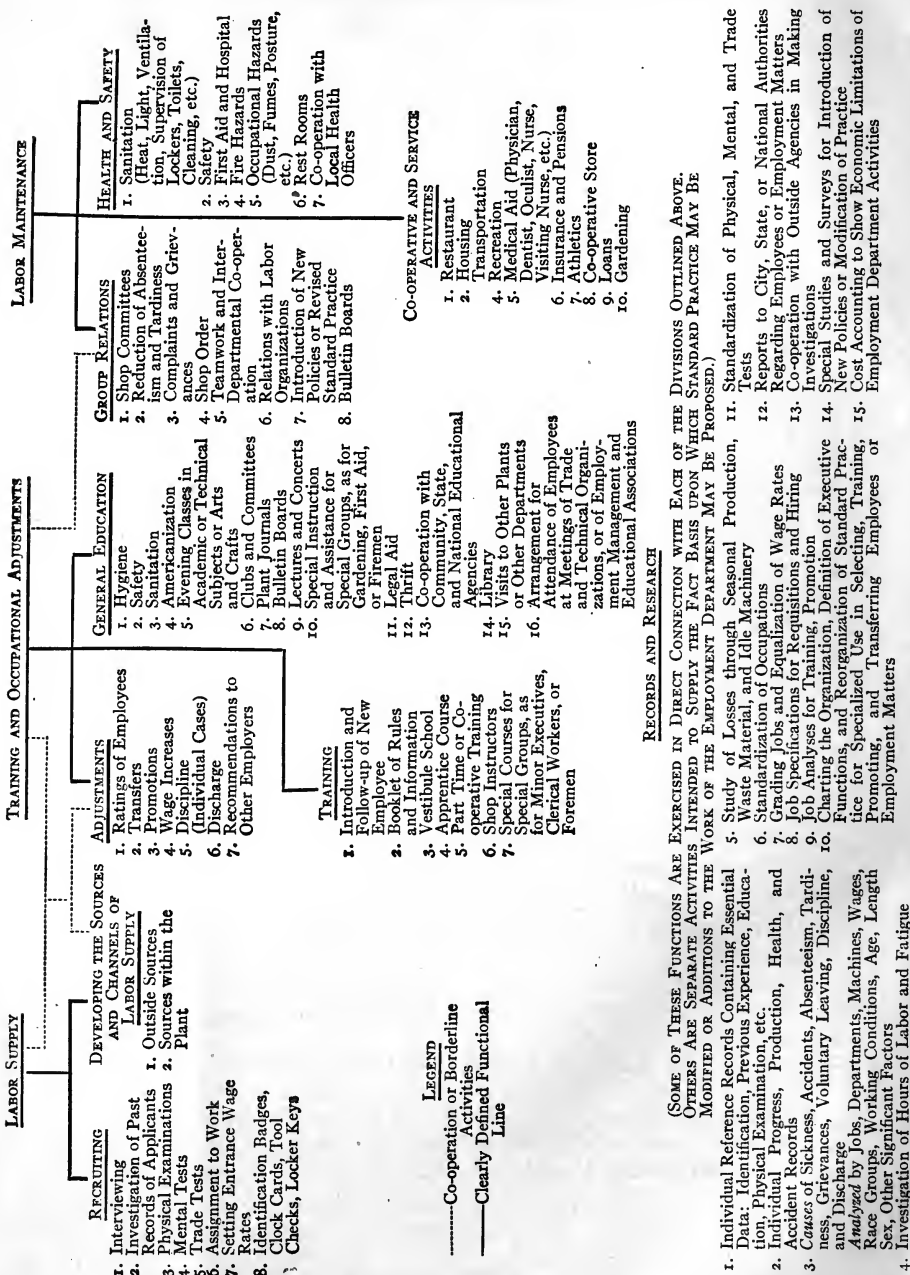 LABOR SUPPLY
RECRUITING
1. Interviewing
2. Investigation of Past
Records of Applicants
3. Physical Examinations
4. Mental Tests
5. Trade Tests
6. Assignment to Work
7. Setting Entrance Wage
Rates
8. Identification Badges,
Clock Cards, Tool
Checks, Locker Keys
DEVELOPING THE SOURCES
AND CHANNELS OF
LABOR SUPPLY
1. Outside Sources
2. Sources within the
Plant
LEGEND
Co-operation or Borderline
Activities
Clearly Defined Functional
Line
TRAINING AND OCCUPATIONAL ADJUSTMENTS
ADJUSTMENTS
1. Ratings of Employees
2. Transfers
3. Promotions
4. Wage Increases
5. Discipline
(Individual Cases)
6. Discharge
7. Recommendations to
Other Employers
TRAINING
1. Introduction and
Follow-up of New
Employee
2. Booklet of Rules
and Information
3. Vestibule School
4. Apprentice Course
5. Part Time or Co-
operative Training
6. Shop Instructors
7. Special Courses for
Special Groups, as
for Minor Executives,
Clerical Workers, or
Foremen
GENERAL EDUCATION
1. Hygiene
2. Safety
3. Sanitation
4. Americanization
5. Evening Classes in
Academic or Technical
Subjects or Arts
and Crafts
6. Clubs and Committees
7. Plant Journals
8. Bulletin Boards
9. Lectures and Concerts
10. Special Instruction
and Assistance for
Special Groups, as for
Gardening, First Aid,
or Firemen
11. Legal Aid
12. Thrift
13. Co-operation with
Community, State,
and National Educational
Agencies
14. Library
15. Visits to Other Plants
or Other Departments
16. Arrangement for
Attendance of Employees
at Meetings of Trade
and Technical Organi-
zations, or of Employ-
ment Management and
Educational Associations
LABOR MAINTENANCE
GROUP RELATIONS
1. Shop Committees
2. Reduction of Absentee-
ism and Tardiness
3. Complaints and Griev-
ances
4. Shop Order
5. Teamwork and Inter-
Departmental Co-oper-
ation
6. Relations with Labor
Organizations
7. Introduction of New
Policies or Revised
Standard Practice
8. Bulletin Boards
HEALTH AND SAFETY
1. Sanitation
(Heat, Light, Ventila-
tion, Supervision of
Lockers, Toilets,
Cleaning, etc.)
2. Safety
3. First Aid and Hospital
4. Fire Hazards
5. Occupational Hazards
(Dust, Fumes, Posture,
etc.)
6. Rest Rooms
7. Co-operation with
Local Health
Officers
CO-OPERATIVE AND SERVICE
ACTIVITIES
1. Restaurant
2. Housing
Transportation
4. Recreation
5. Medical Aid (Physician,
Dentist, Oculist, Nurse,
Visiting Nurse, etc.)
6. Insurance and Pensions
7. Athletics
8. Co-operative Store
9. Loans
10. Gardening
RECORDS AND RESEARCH
(SOME OF THESE FUNCTIONS ARE EXERCISED IN DIRECT CONNECTION WITH EACH OF THE DIVISIONS OUTLINED ABOVE.
OTHERS ARE SEPARATE ACTIVITIES INTENDED TO SUPPLY THE FACT BASIS UPON WHICH STANDARD PRACTICE MAY BE
MODIFIED OR ADDITIONS TO THE WORK OF THE EMPLOYMENT DEPARTMENT MAY BE PROPOSED.)
1. Individual Reference Records Containing Essential
Data: Identification, Previous Experience, Educa-
tion, Physical Examination, etc.
2. Individual Progress, Production, Health, and
Accident Records
3. Causes of Sickness, Accidents, Absenteeism, Tardi-
ness, Grievances, Voluntary Leaving, Discipline,
and Discharge
Analyzed by Jobs, Departments, Machines, Wages,
Race Groups, Working Conditions, Age, Length
Sex, Other Significant Factors
4. Investigation of Hours of Labor and Fatigue
5. Study of Losses through Seasonal Production,
Waste Material, and Idle Machinery
6. Standardization of Occupations
7. Grading Jobs and Equalization of Wage Rates
8. Job Specifications for Requisitions and Hiring
9. Job Analyses for Training, Promotion
10. Charting the Organization, Definition of Executive
Functions, and Reorganization of Standard Prac-
tice for Specialized Use in Selecting, Training,
Promoting, and Transferring Employees or
Employment Matters
11. Standardization of Physical, Mental, and Trade
Tests
12. Reports to City, State, or National Authorities
Regarding Employees or Employment Matters
13. Co-operation with Outside Agencies in Making
Investigations
14. Special Studies and Surveys for Introduction of
New Policies or Modification of Practice
15. Cost Accounting to Show Economic Limitations of
Employment Department Activities